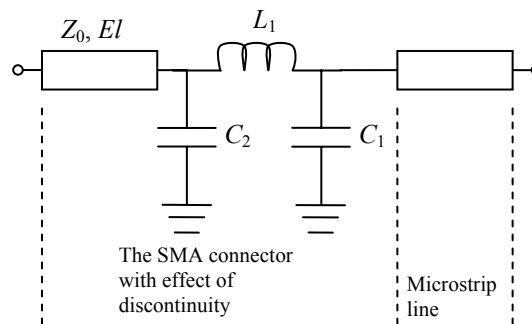 Z₀, El
L₁
C₂
C₁
The SMA connector
with effect of
discontinuity
Microstrip
line